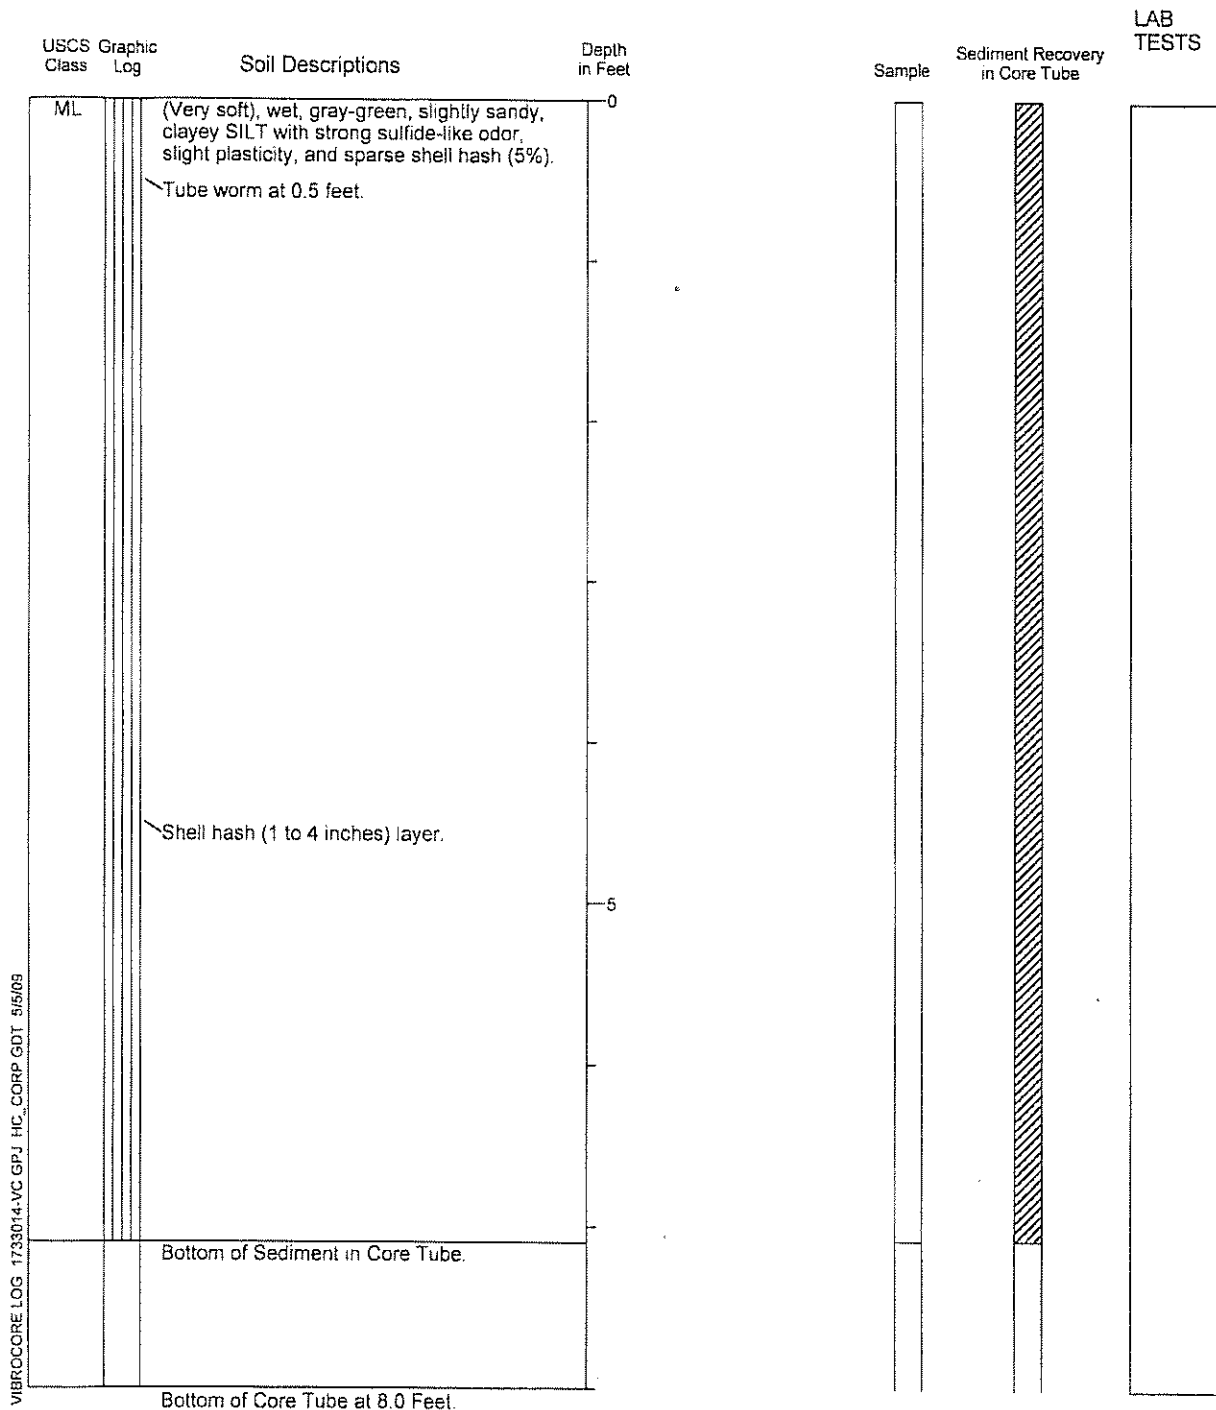 LAB
TESTS
USCS Graphic
Class Log
Soil Descriptions
Depth
in Feet
Sample
Sediment Recovery
in Core Tube
ML
(Very soft), wet, gray-green, slightly sandy,
clayey SILT with strong sulfide-like odor,
slight plasticity, and sparse shell hash (5%).
0
Tube worm at 0.5 feet.
Shell hash (1 to 4 inches) layer.
5
Bottom of Sediment in Core Tube.
Bottom of Core Tube at 8.0 Feet.
VIBROCORE LOG 1733014-VC GPJ HC_CORP GDT 5/5/09